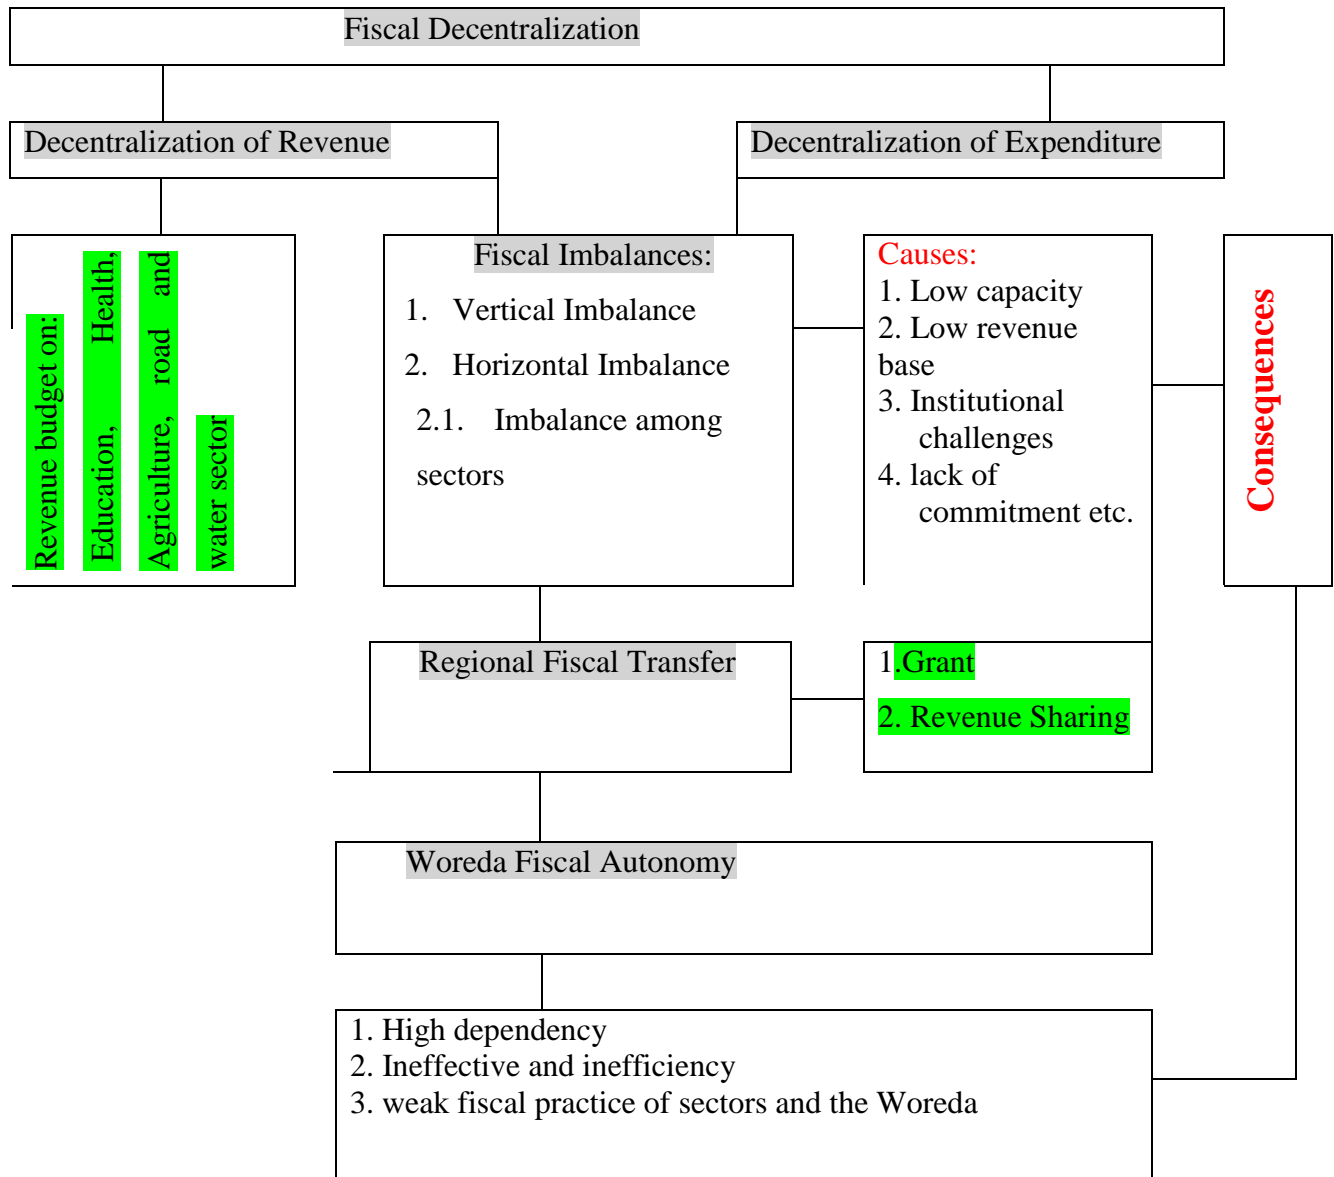 Fiscal Decentralization
Decentralization of Revenue
Decentralization of Expenditure
Revenue budget on:
Education, Health,
Agriculture, road and
water sector
Fiscal Imbalances:
1. Vertical Imbalance
2. Horizontal Imbalance
2.1. Imbalance among
sectors
Causes:
1. Low capacity
2. Low revenue
base
3. Institutional
challenges
4. lack of
commitment etc.
Consequences
Regional Fiscal Transfer
1.Grant
2. Revenue Sharing
Woreda Fiscal Autonomy
1. High dependency
2. Ineffective and inefficiency
3. weak fiscal practice of sectors and the Woreda